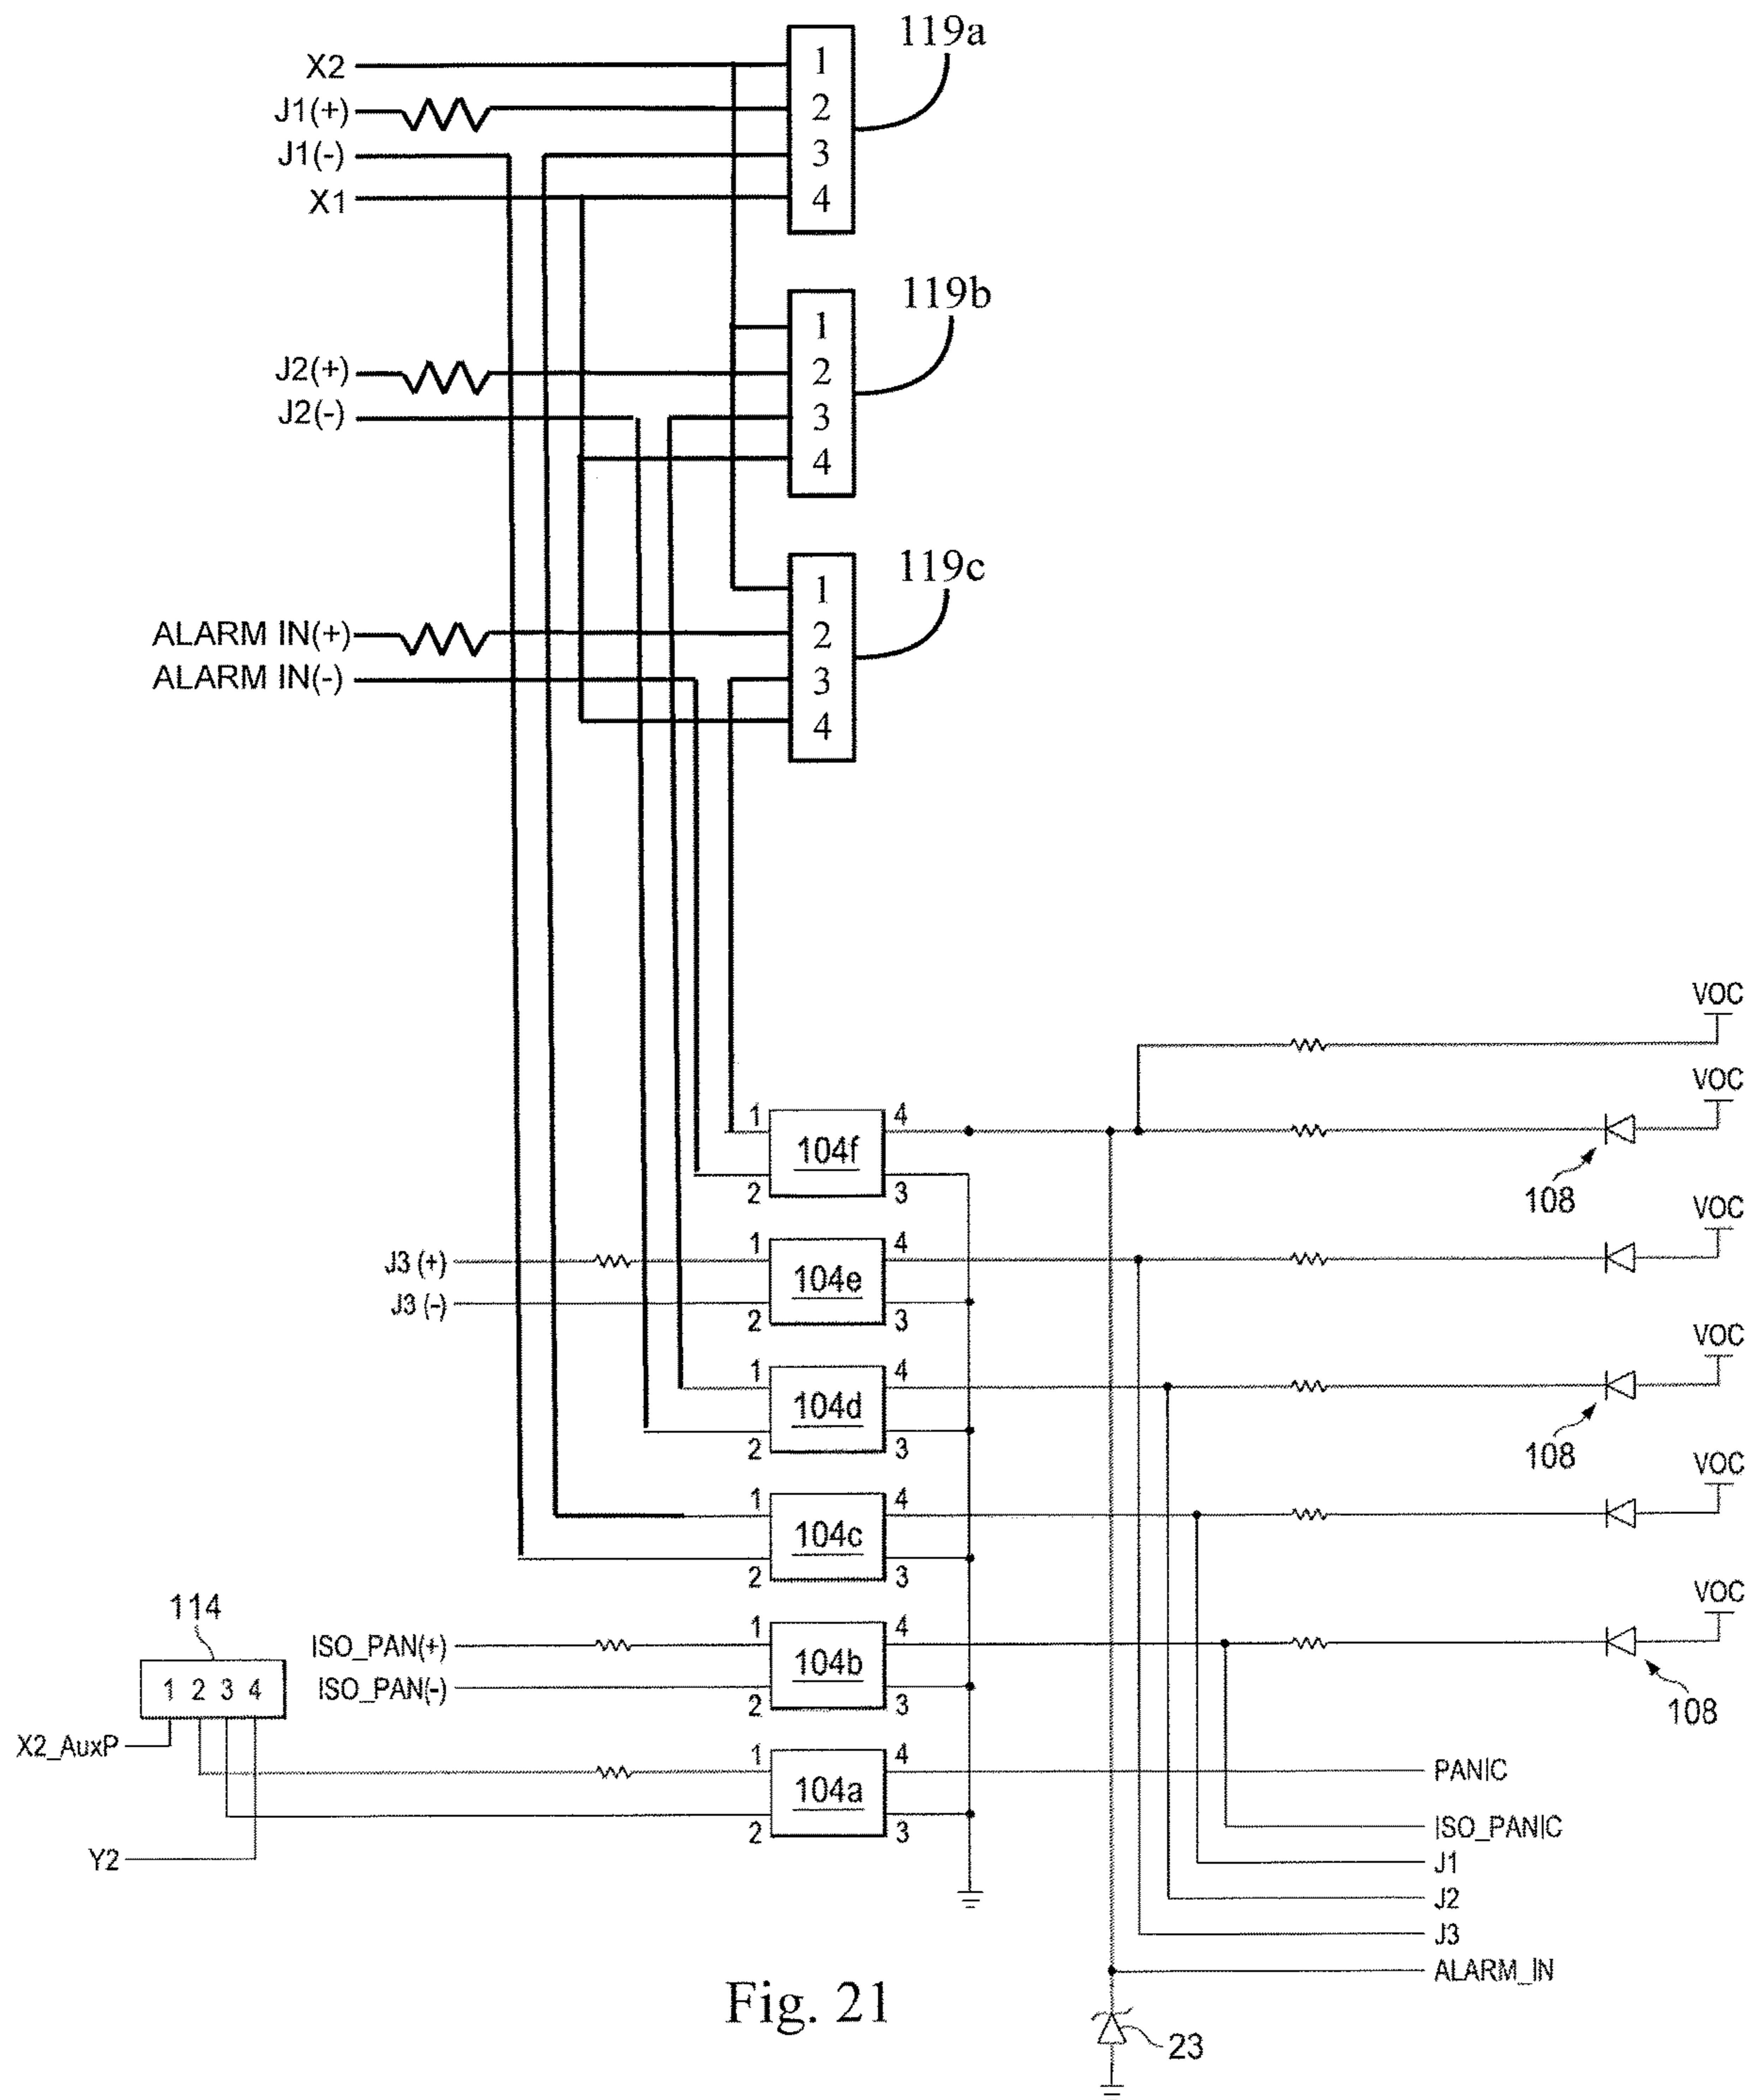 119a
X2
1
J1(+)
2
J1(-)
3
X1
4
119b
1
J2(+)
2
J2(-)
3
4
119c
1
ALARM IN(+)
2
ALARM IN(-)
3
4
VOC
VOC
1
4
104f
2
3
108
VOC
J3 (+)
1
4
104e
J3 (-)
2
3
VOC
1
4
104d
2
3
108
VOC
1
4
104c
2
3
VOC
114
1 2 3 4
ISO_PAN(+)
1
4
104b
ISO_PAN(-)
2
3
108
X2_AuxP
1
4
104a
2
3
Y2
PANIC
ISO_PANIC
J1
J2
J3
ALARM_IN
23
Fig. 21